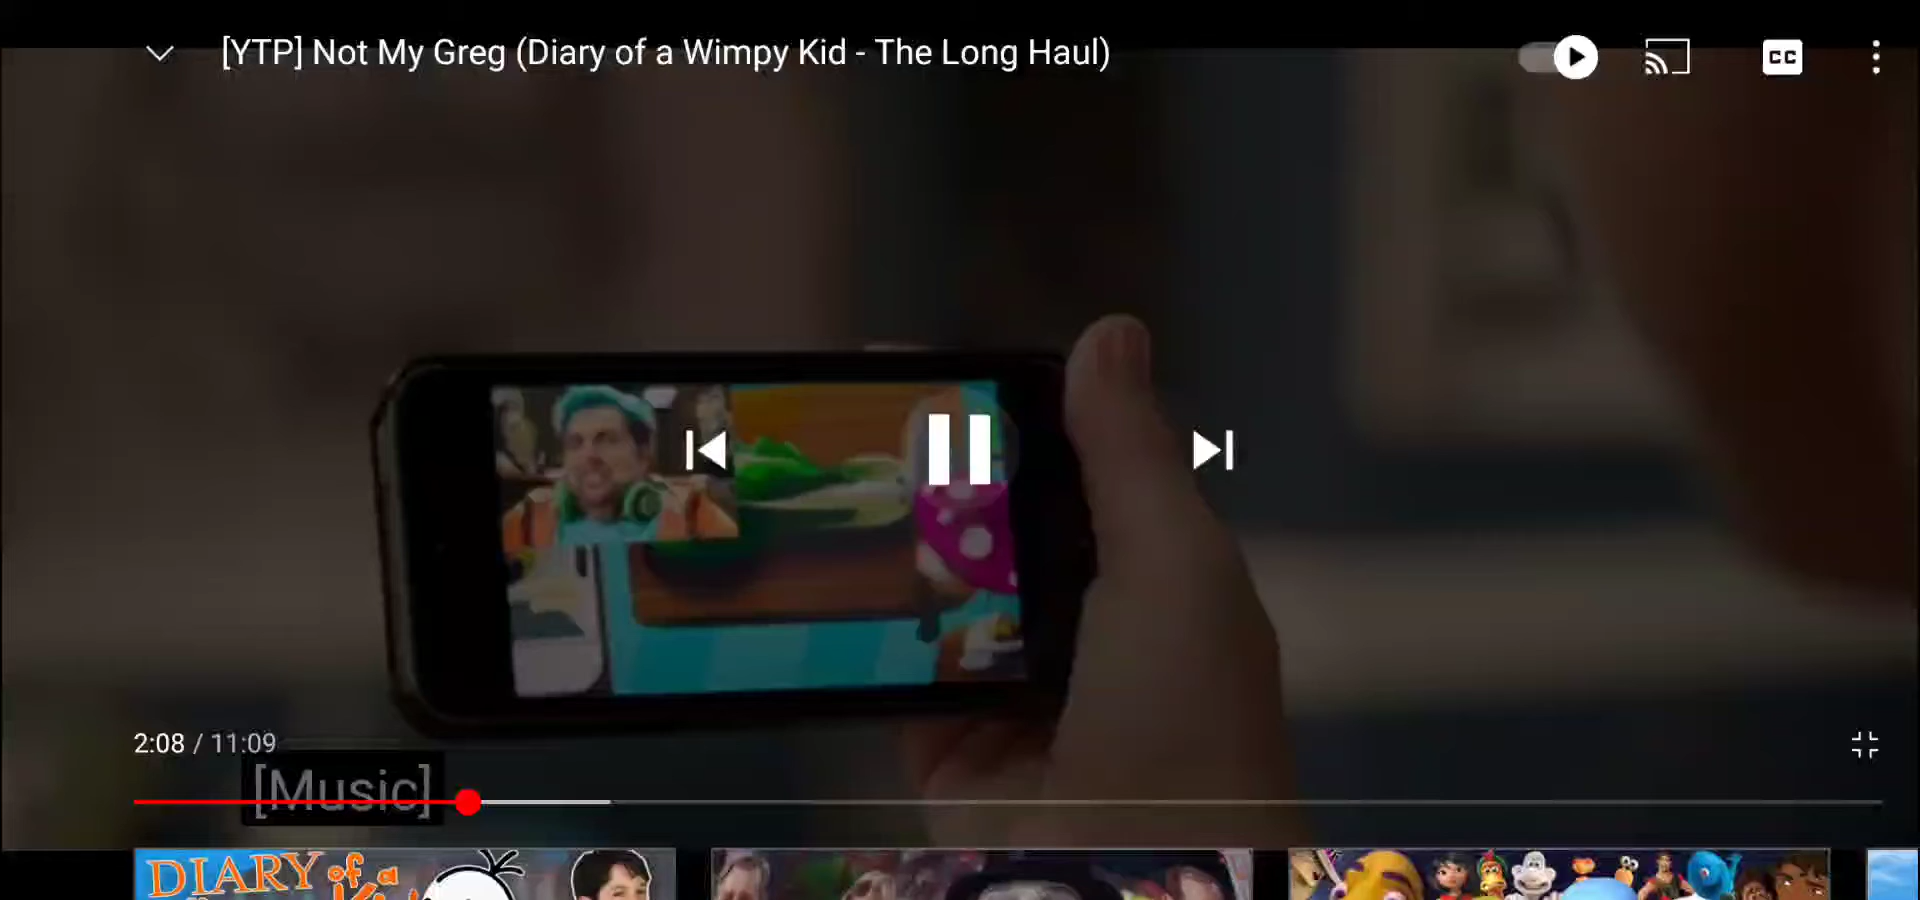 [YTP] Not My Greg (Diary of a Wimpy Kid - The Long Haul)
CC
2:08 / 11:09
[Music]
DIARY of a